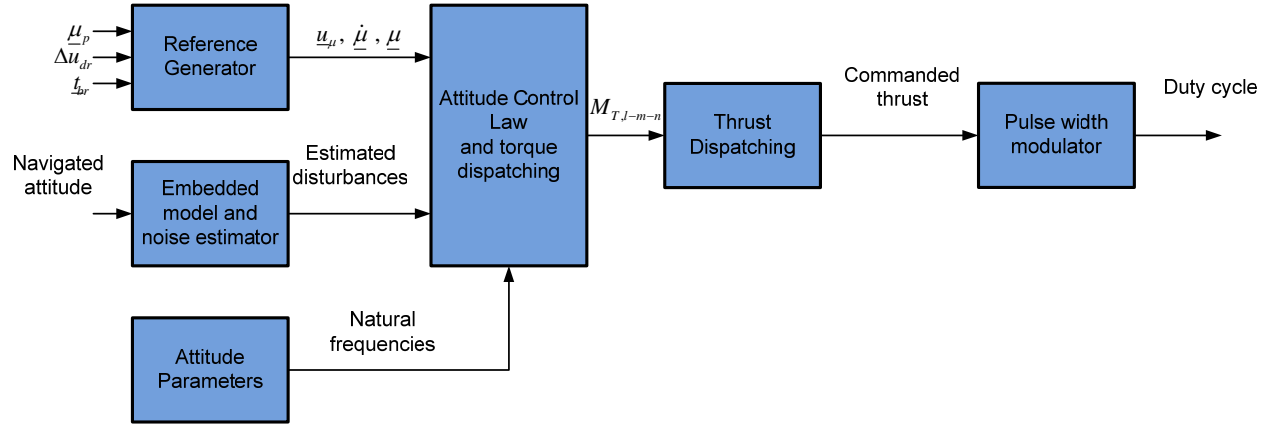 μ_p
Δu_dr
t_br
Reference
Generator
u_μ, μ̇, μ
Navigated
attitude
Embedded
model and
noise estimator
Estimated
disturbances
Attitude
Parameters
Natural
frequencies
Attitude Control
Law
and torque
dispatching
M_T,l−m−n
Thrust
Dispatching
Commanded
thrust
Pulse width
modulator
Duty cycle